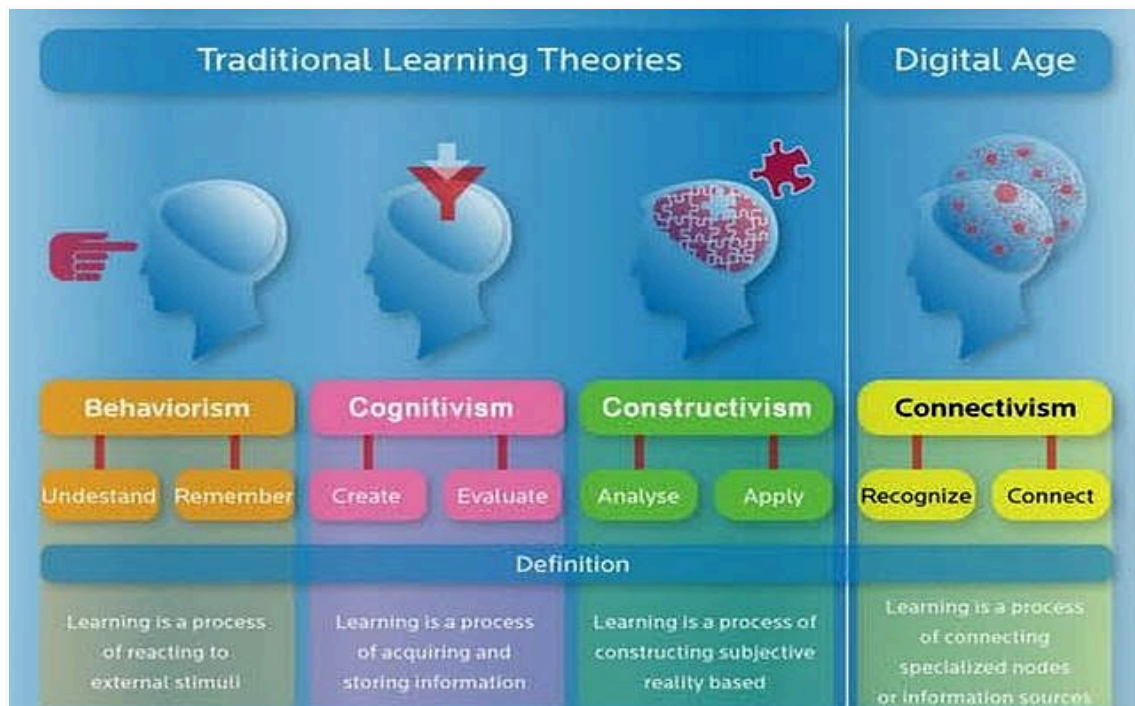 Traditional Learning Theories
Digital Age
Behaviorism
Cognitivism
Constructivism
Connectivism
Undestand
Remember
Create
Evaluate
Analyse
Apply
Recognize
Connect
Definition
Learning is a process
of reacting to
external stimuli
Learning is a process
of acquiring and
storing information
Learning is a process of
constructing subjective
reality based
Learning is a process
of connecting
specialized nodes
or information sources